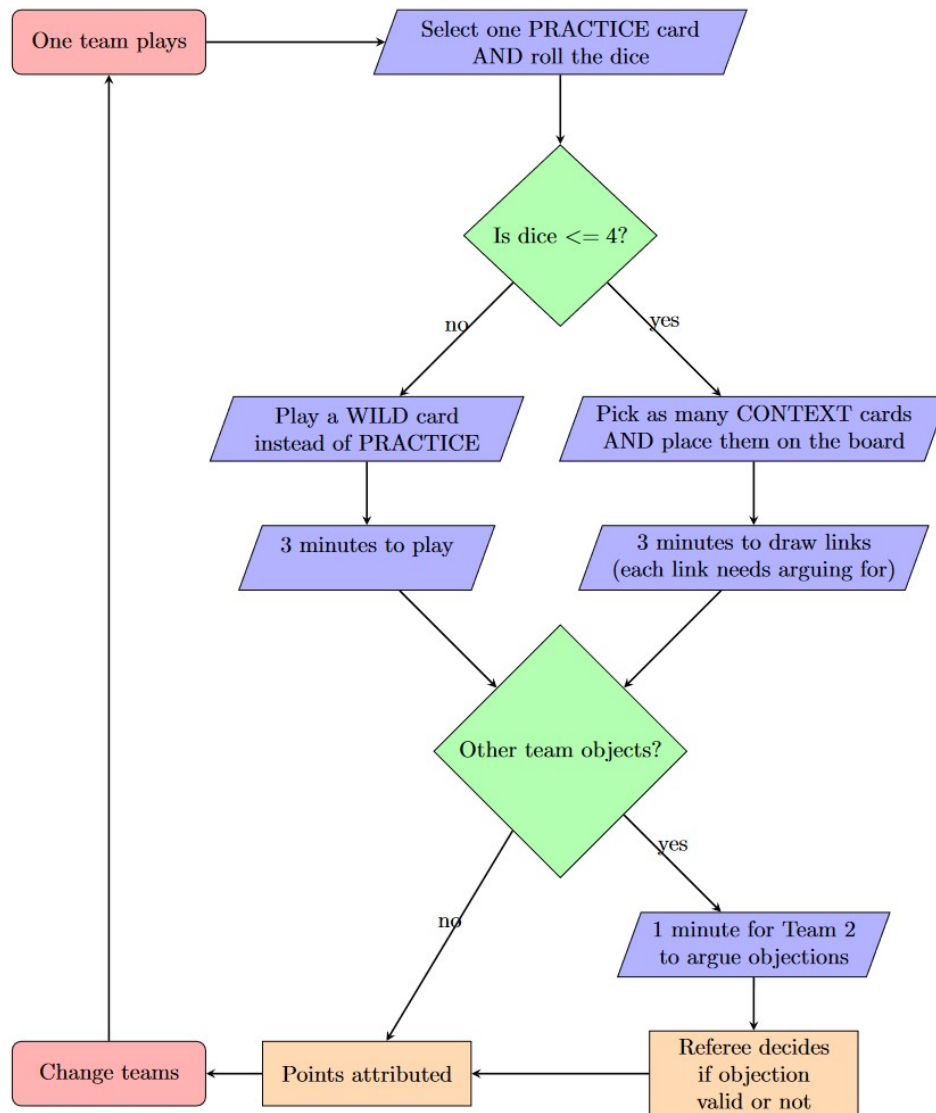 One team plays
Select one PRACTICE card
AND roll the dice
Is dice <= 4?
no
yes
Play a WILD card
instead of PRACTICE
Pick as many CONTEXT cards
AND place them on the board
3 minutes to play
3 minutes to draw links
(each link needs arguing for)
Other team objects?
yes
no
1 minute for Team 2
to argue objections
Change teams
Points attributed
Referee decides
if objection
valid or not